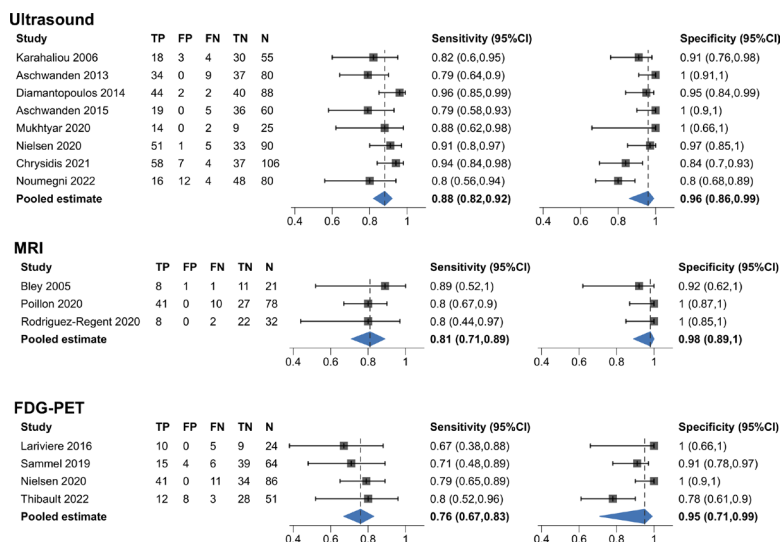 Ultrasound
Study TP FP FN TN N Sensitivity (95%CI) Specificity (95%CI)
Karahaliou 2006 18 3 4 30 55 0.82 (0.6,0.95) 0.91 (0.76,0.98)
Aschwanden 2013 34 0 9 37 80 0.79 (0.64,0.9) 1 (0.91,1)
Diamantopoulos 2014 44 2 2 40 88 0.96 (0.85,0.99) 0.95 (0.84,0.99)
Aschwanden 2015 19 0 5 36 60 0.79 (0.58,0.93) 1 (0.9,1)
Mukhtyar 2020 14 0 2 9 25 0.88 (0.62,0.98) 1 (0.66,1)
Nielsen 2020 51 1 5 33 90 0.91 (0.8,0.97) 0.97 (0.85,1)
Chrysidis 2021 58 7 4 37 106 0.94 (0.84,0.98) 0.84 (0.7,0.93)
Noumegni 2022 16 12 4 48 80 0.8 (0.56,0.94) 0.8 (0.68,0.89)
Pooled estimate 0.88 (0.82,0.92) 0.96 (0.86,0.99)
0.4 0.6 0.8 1 0.4 0.6 0.8 1
MRI
Study TP FP FN TN N Sensitivity (95%CI) Specificity (95%CI)
Bley 2005 8 1 1 11 21 0.89 (0.52,1) 0.92 (0.62,1)
Poillon 2020 41 0 10 27 78 0.8 (0.67,0.9) 1 (0.87,1)
Rodriguez-Regent 2020 8 0 2 22 32 0.8 (0.44,0.97) 1 (0.85,1)
Pooled estimate 0.81 (0.71,0.89) 0.98 (0.89,1)
0.4 0.6 0.8 1 0.4 0.6 0.8 1
FDG-PET
Study TP FP FN TN N Sensitivity (95%CI) Specificity (95%CI)
Lariviere 2016 10 0 5 9 24 0.67 (0.38,0.88) 1 (0.66,1)
Sammel 2019 15 4 6 39 64 0.71 (0.48,0.89) 0.91 (0.78,0.97)
Nielsen 2020 41 0 11 34 86 0.79 (0.65,0.89) 1 (0.9,1)
Thibault 2022 12 8 3 28 51 0.8 (0.52,0.96) 0.78 (0.61,0.9)
Pooled estimate 0.76 (0.67,0.83) 0.95 (0.71,0.99)
0.4 0.6 0.8 1 0.4 0.6 0.8 1